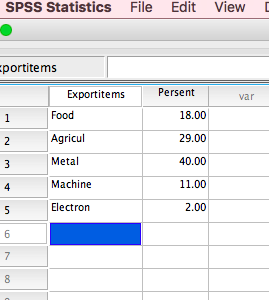 SPSS Statistics File Edit View
xportitems
Exportitems Persent var
1 Food 18.00
2 Agricul 29.00
3 Metal 40.00
4 Machine 11.00
5 Electron 2.00
6
7
8